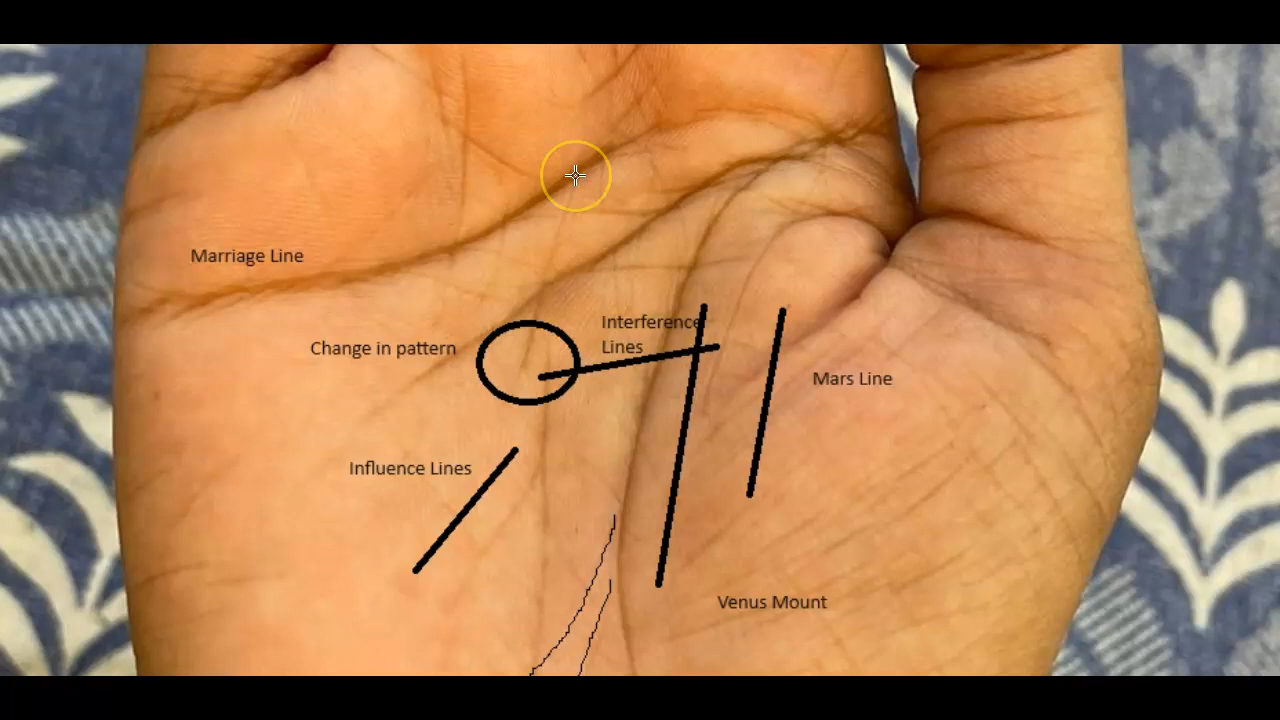 Marriage Line
Interference
Lines
Change in pattern
Mars Line
Influence Lines
Venus Mount